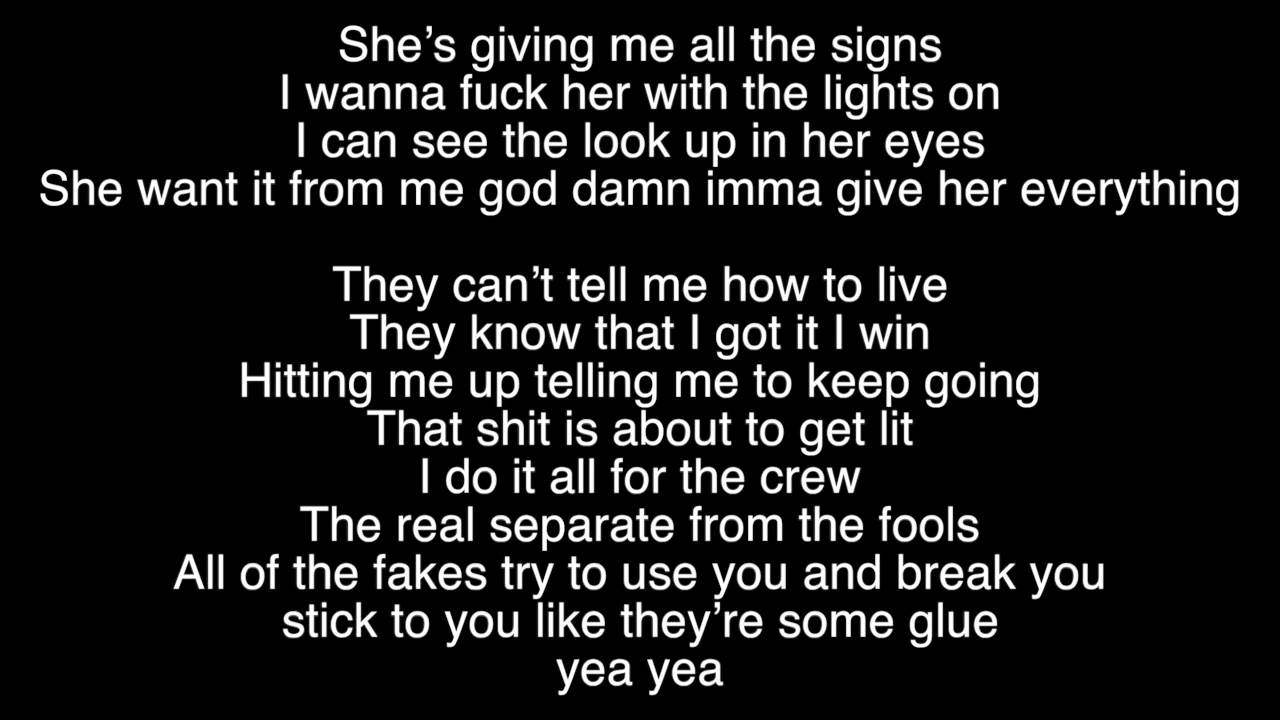 She’s giving me all the signs
I wanna fuck her with the lights on
I can see the look up in her eyes
She want it from me god damn imma give her everything
They can’t tell me how to live
They know that I got it I win
Hitting me up telling me to keep going
That shit is about to get lit
I do it all for the crew
The real separate from the fools
All of the fakes try to use you and break you
stick to you like they’re some glue
yea yea